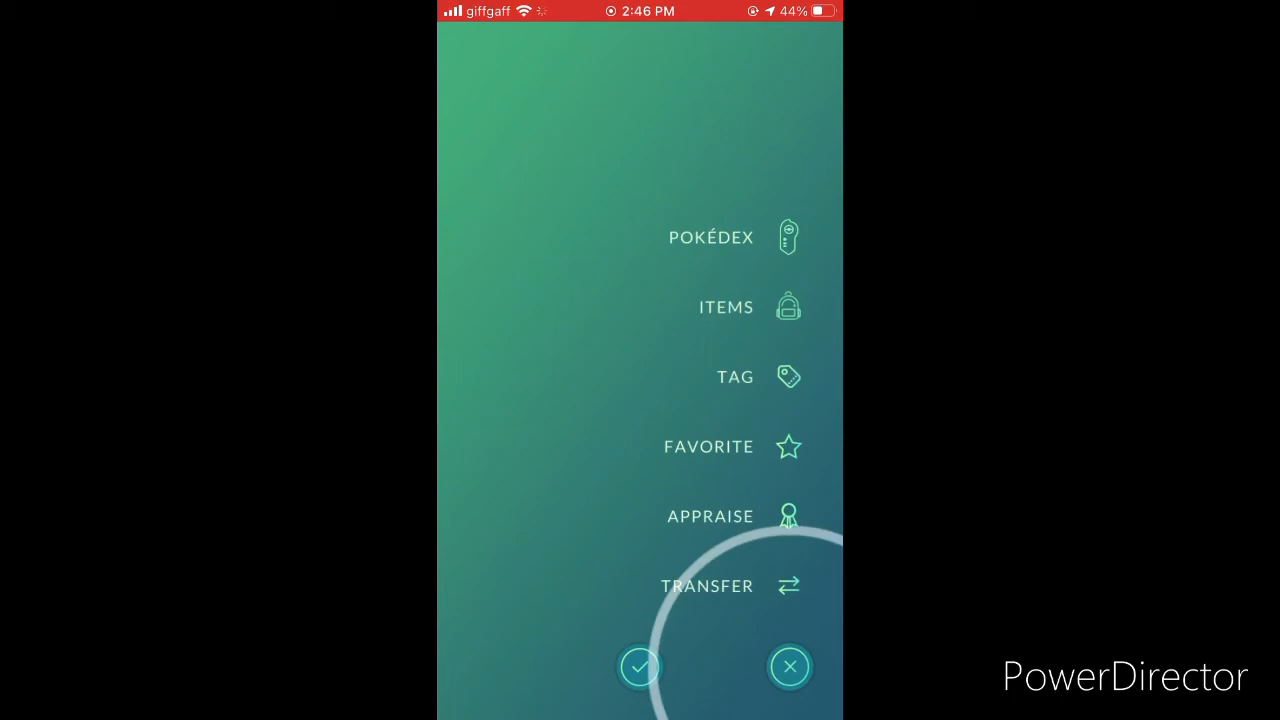 giffgaff 2:46 PM 44%
POKÉDEX
ITEMS
TAG
FAVORITE
APPRAISE
TRANSFER
PowerDirector